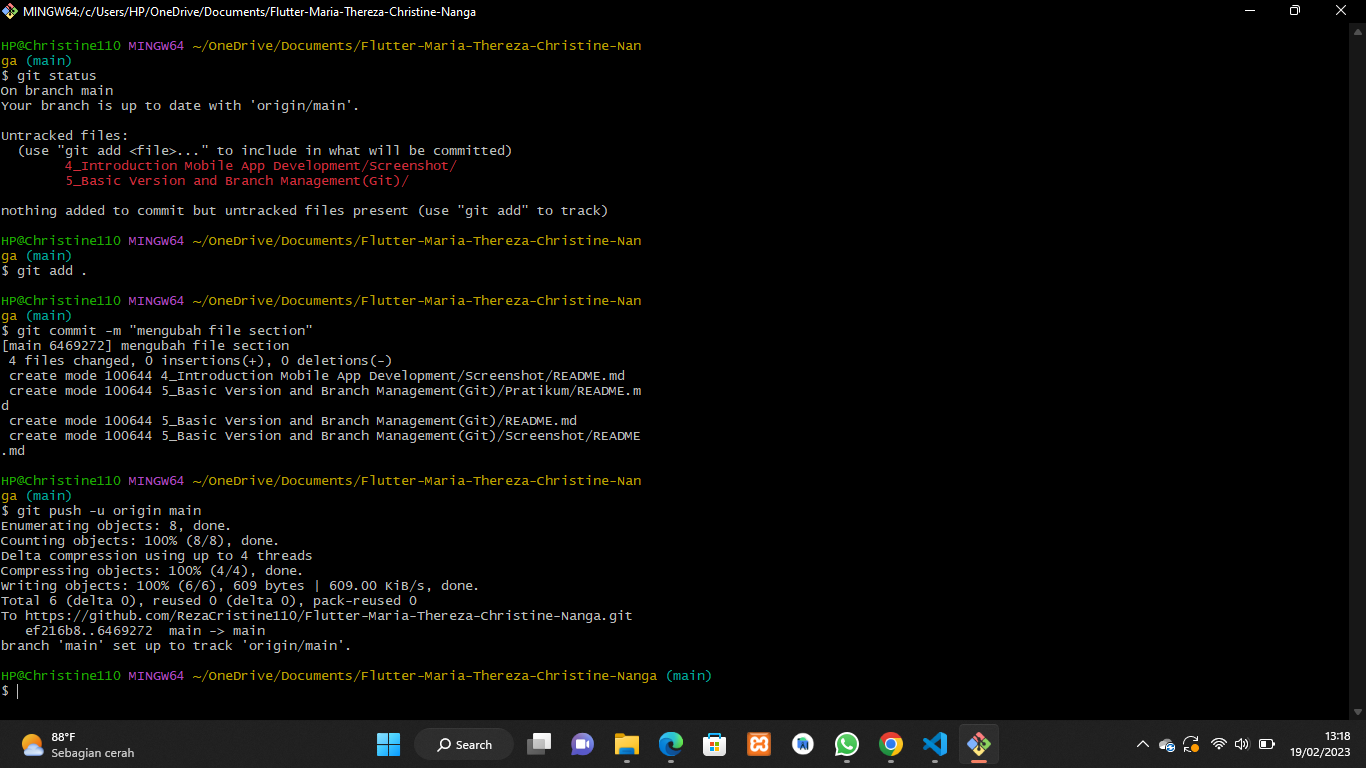 MINGW64:/c/Users/HP/OneDrive/Documents/Flutter-Maria-Thereza-Christine-Nanga
HP@Christine110 MINGW64 ~/OneDrive/Documents/Flutter-Maria-Thereza-Christine-Nan
ga (main)
$ git status
On branch main
Your branch is up to date with 'origin/main'.
Untracked files:
  (use "git add <file>..." to include in what will be committed)
        4_Introduction Mobile App Development/Screenshot/
        5_Basic Version and Branch Management(Git)/
nothing added to commit but untracked files present (use "git add" to track)
HP@Christine110 MINGW64 ~/OneDrive/Documents/Flutter-Maria-Thereza-Christine-Nan
ga (main)
$ git add .
HP@Christine110 MINGW64 ~/OneDrive/Documents/Flutter-Maria-Thereza-Christine-Nan
ga (main)
$ git commit -m "mengubah file section"
[main 6469272] mengubah file section
 4 files changed, 0 insertions(+), 0 deletions(-)
 create mode 100644 4_Introduction Mobile App Development/Screenshot/README.md
 create mode 100644 5_Basic Version and Branch Management(Git)/Pratikum/README.m
d
 create mode 100644 5_Basic Version and Branch Management(Git)/README.md
 create mode 100644 5_Basic Version and Branch Management(Git)/Screenshot/README
.md
HP@Christine110 MINGW64 ~/OneDrive/Documents/Flutter-Maria-Thereza-Christine-Nan
ga (main)
$ git push -u origin main
Enumerating objects: 8, done.
Counting objects: 100% (8/8), done.
Delta compression using up to 4 threads
Compressing objects: 100% (4/4), done.
Writing objects: 100% (6/6), 609 bytes | 609.00 KiB/s, done.
Total 6 (delta 0), reused 0 (delta 0), pack-reused 0
To https://github.com/RezaCristine110/Flutter-Maria-Thereza-Christine-Nanga.git
   ef216b8..6469272  main -> main
branch 'main' set up to track 'origin/main'.
HP@Christine110 MINGW64 ~/OneDrive/Documents/Flutter-Maria-Thereza-Christine-Nanga (main)
$
88°F
Sebagian cerah
Search
13:18
19/02/2023